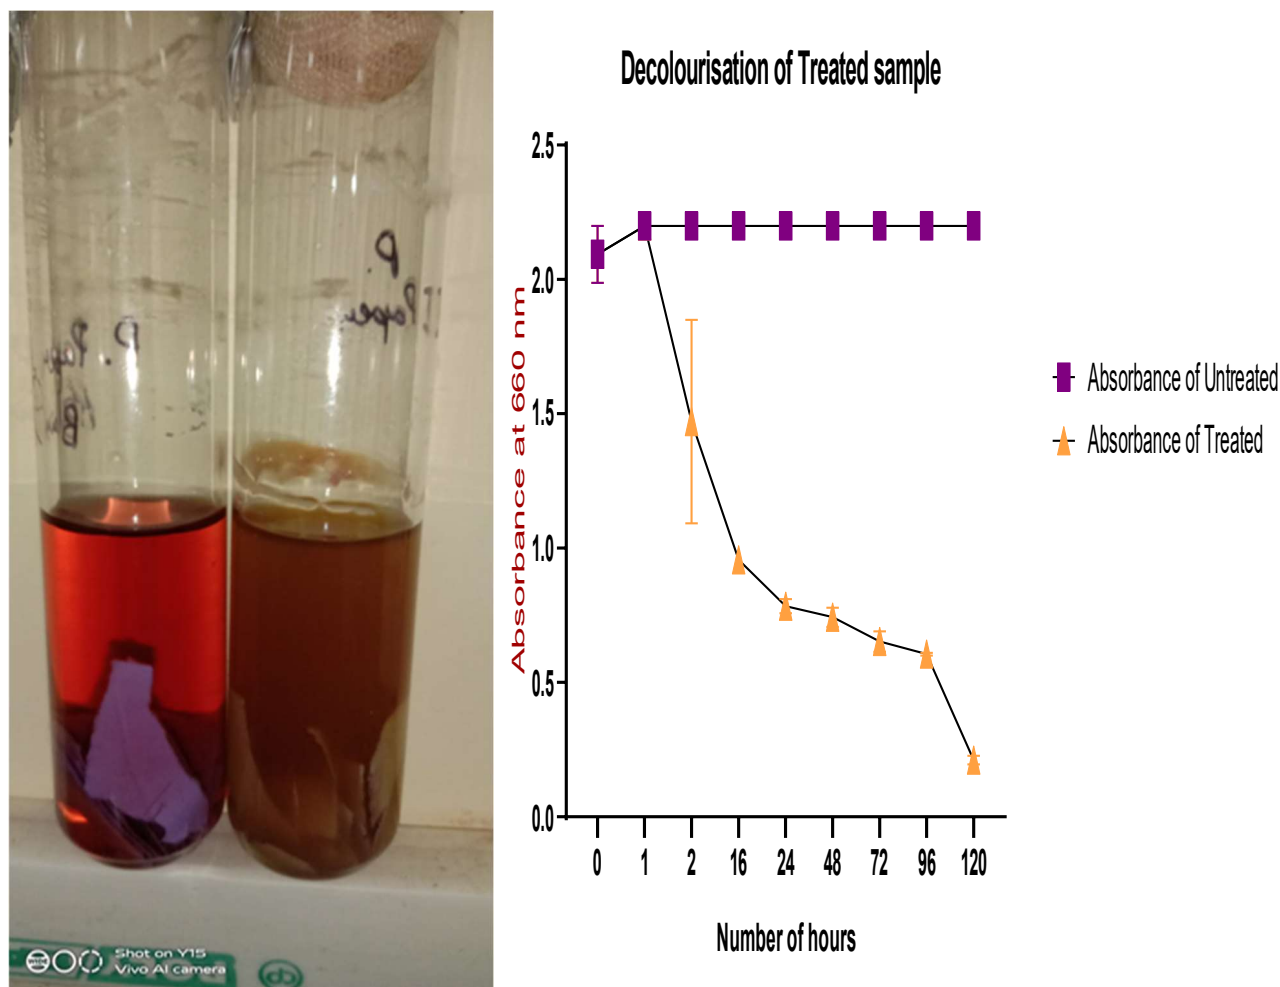 Decolourisation of Treated sample
2.5
2.0
1.5
1.0
0.5
0.0
Absorbance at 660 nm
0 1 2 16 24 48 72 96 120
Number of hours
Absorbance of Untreated
Absorbance of Treated
P.
Pape
P.
Shot on Y15
Vivo AI camera